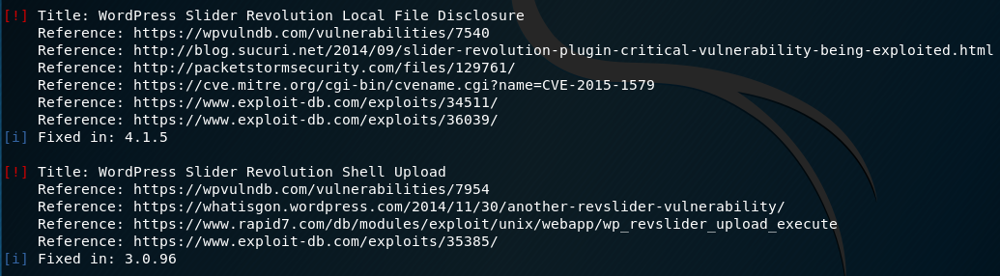 [!] Title: WordPress Slider Revolution Local File Disclosure
Reference: https://wpvulndb.com/vulnerabilities/7540
Reference: http://blog.sucuri.net/2014/09/slider-revolution-plugin-critical-vulnerability-being-exploited.html
Reference: http://packetstormsecurity.com/files/129761/
Reference: https://cve.mitre.org/cgi-bin/cvename.cgi?name=CVE-2015-1579
Reference: https://www.exploit-db.com/exploits/34511/
Reference: https://www.exploit-db.com/exploits/36039/
[i] Fixed in: 4.1.5
[!] Title: WordPress Slider Revolution Shell Upload
Reference: https://wpvulndb.com/vulnerabilities/7954
Reference: https://whatisgon.wordpress.com/2014/11/30/another-revslider-vulnerability/
Reference: https://www.rapid7.com/db/modules/exploit/unix/webapp/wp_revslider_upload_execute
Reference: https://www.exploit-db.com/exploits/35385/
[i] Fixed in: 3.0.96